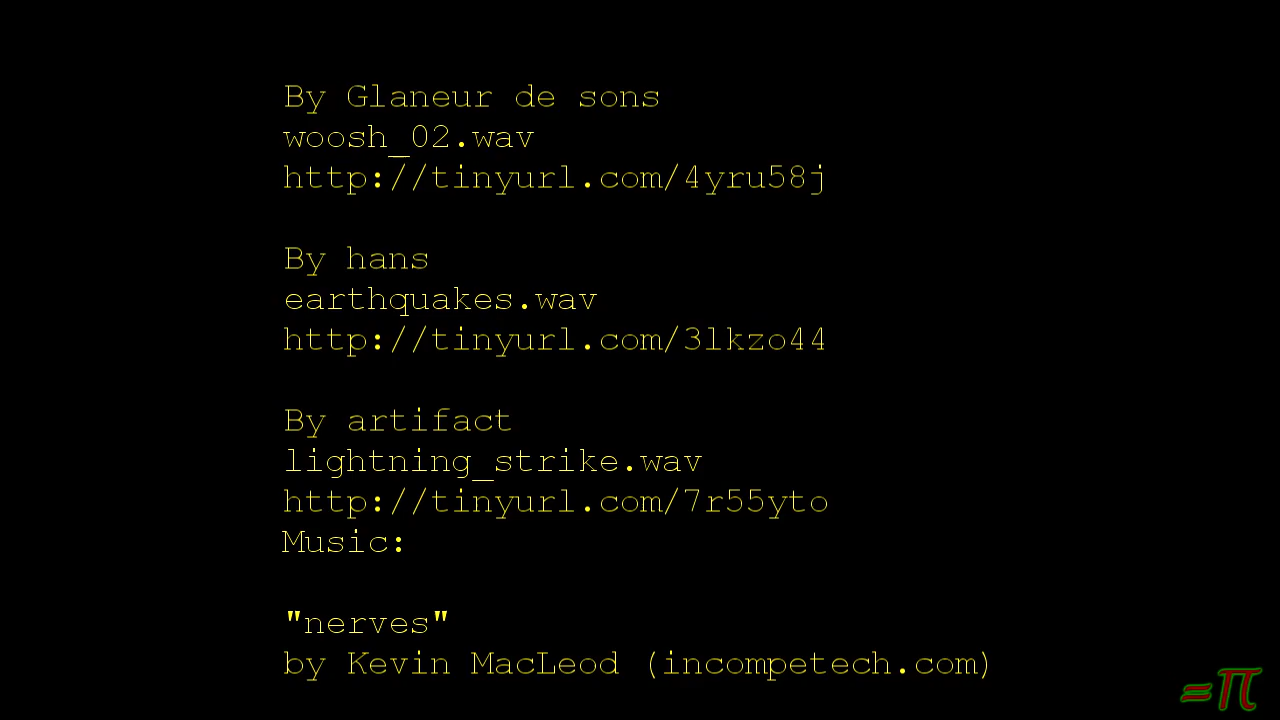 By Glaneur de sons
woosh_02.wav
http://tinyurl.com/4yru58j
By hans
earthquakes.wav
http://tinyurl.com/3lkzo44
By artifact
lightning_strike.wav
http://tinyurl.com/7r55yto
Music:
"nerves"
by Kevin MacLeod (incompetech.com)
=π